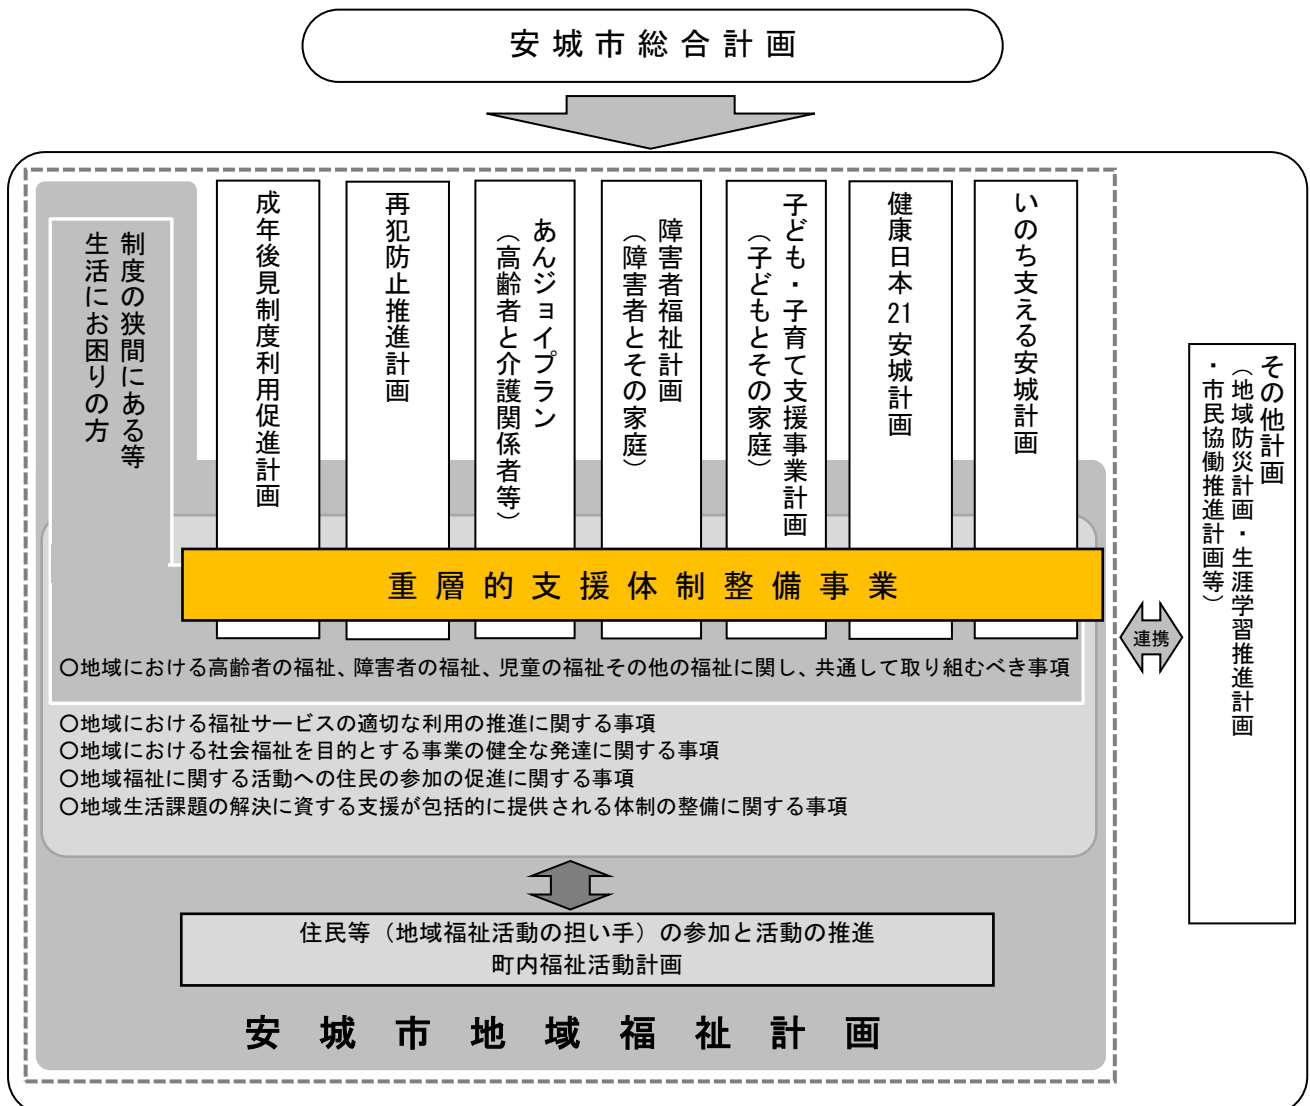 安城市総合計画
制度の狭間にある等
生活にお困りの方
成年後見制度利用促進計画
再犯防止推進計画
あんジョイプラン
（高齢者と介護関係者等）
障害者福祉計画
（障害者とその家庭）
子ども・子育て支援事業計画
（子どもとその家庭）
健康日本21安城計画
いのち支える安城計画
その他計画
（地域防災計画・生涯学習推進計画
・市民協働推進計画等）
重層的支援体制整備事業
連携
〇地域における高齢者の福祉、障害者の福祉、児童の福祉その他の福祉に関し、共通して取り組むべき事項
〇地域における福祉サービスの適切な利用の推進に関する事項
〇地域における社会福祉を目的とする事業の健全な発達に関する事項
〇地域福祉に関する活動への住民の参加の促進に関する事項
〇地域生活課題の解決に資する支援が包括的に提供される体制の整備に関する事項
住民等（地域福祉活動の担い手）の参加と活動の推進
町内福祉活動計画
安城市地域福祉計画